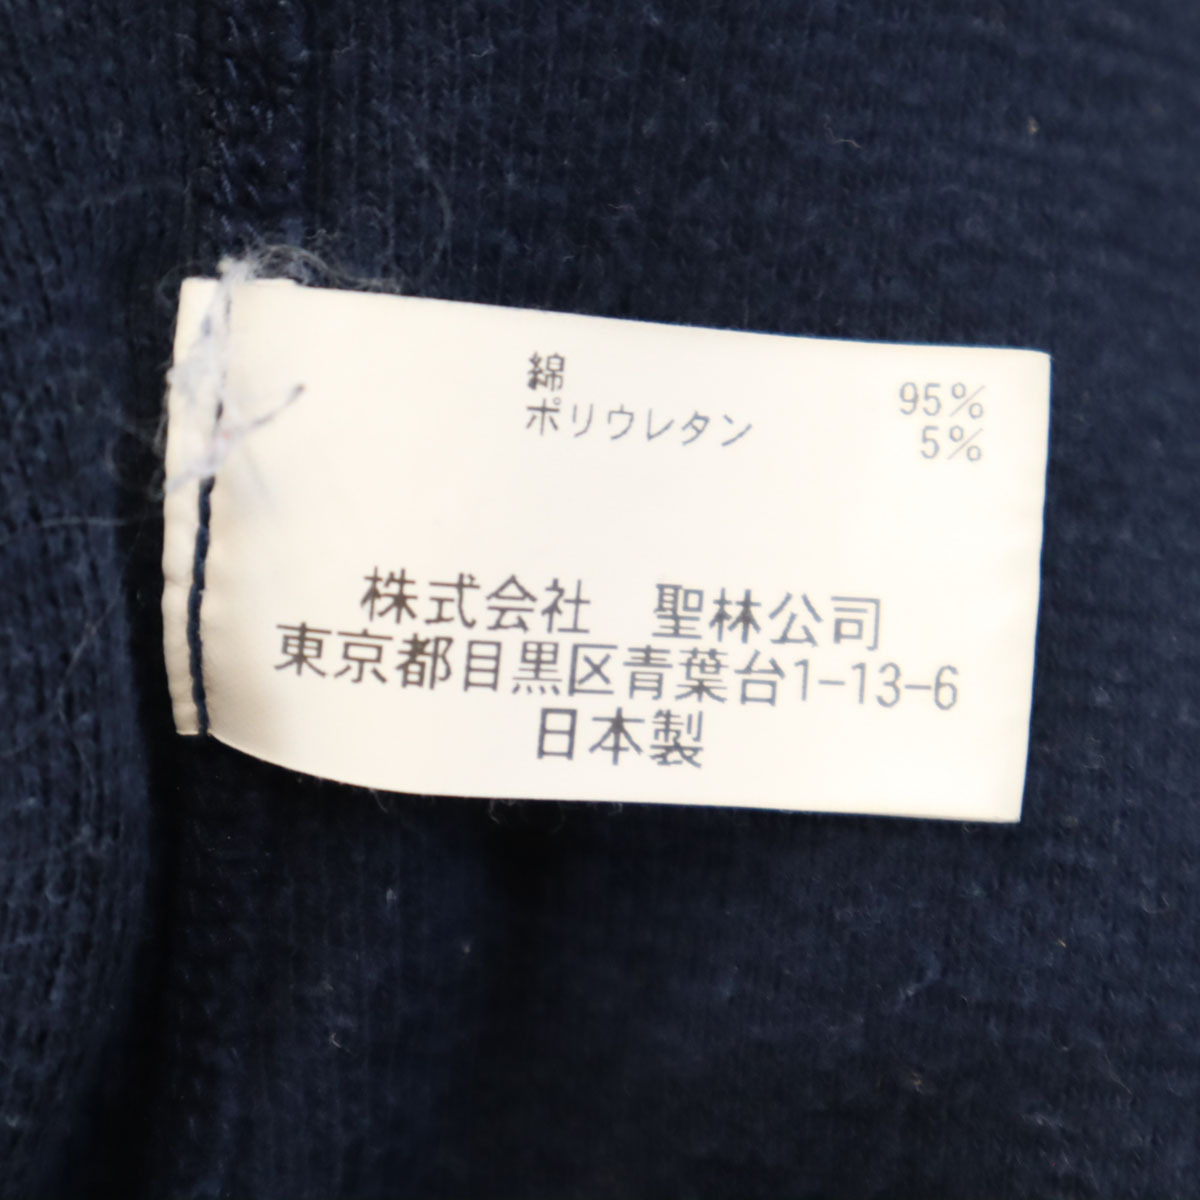 綿 95%
ポリウレタン 5%
株式会社 聖林公司
東京都目黒区青葉台1-13-6
日本製